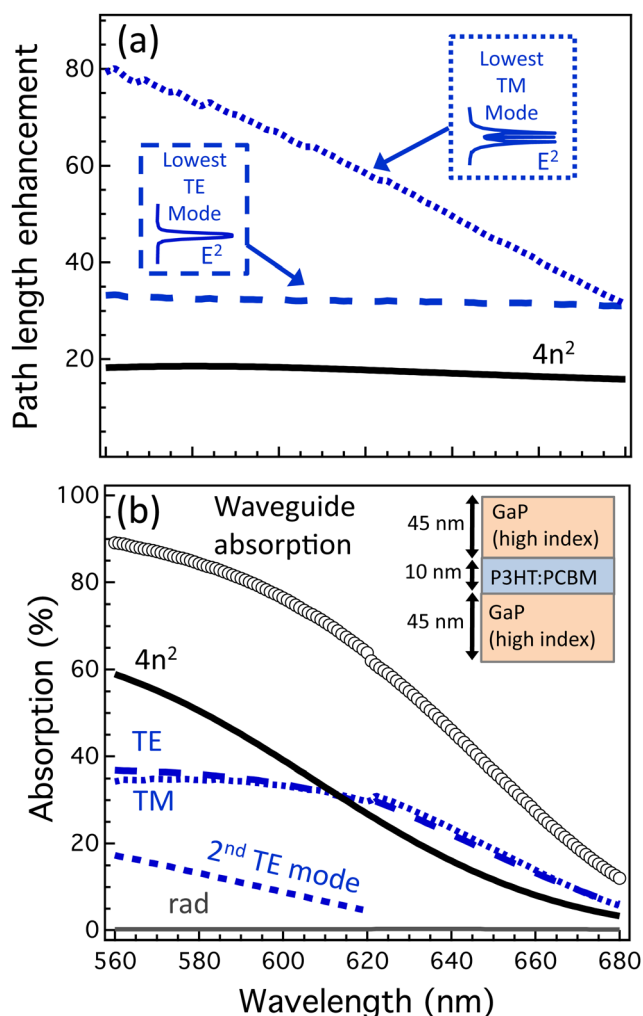 (a)
Path length enhancement
80
60
40
20
Lowest
TM
Mode
E²
Lowest
TE
Mode
E²
4n²
(b)
Absorption (%)
100
80
60
40
20
0
Waveguide
absorption
45 nm
10 nm
45 nm
GaP
(high index)
P3HT:PCBM
GaP
(high index)
4n²
TE
TM
2nd TE mode
rad
560
580
600
620
640
660
680
Wavelength (nm)